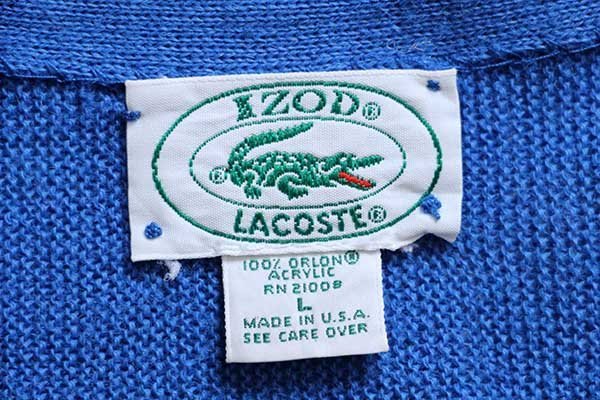 IZOD®
LACOSTE®
100% ORLON®
ACRYLIC
RN 21008
L
MADE IN U.S.A.
SEE CARE OVER